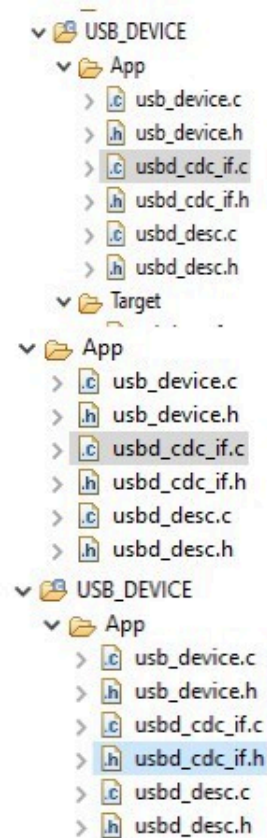 USB_DEVICE
App
.c usb_device.c
.h usb_device.h
.c usbd_cdc_if.c
.h usbd_cdc_if.h
.c usbd_desc.c
.h usbd_desc.h
Target
App
.c usb_device.c
.h usb_device.h
.c usbd_cdc_if.c
.h usbd_cdc_if.h
.c usbd_desc.c
.h usbd_desc.h
USB_DEVICE
App
.c usb_device.c
.h usb_device.h
.c usbd_cdc_if.c
.h usbd_cdc_if.h
.c usbd_desc.c
.h usbd_desc.h